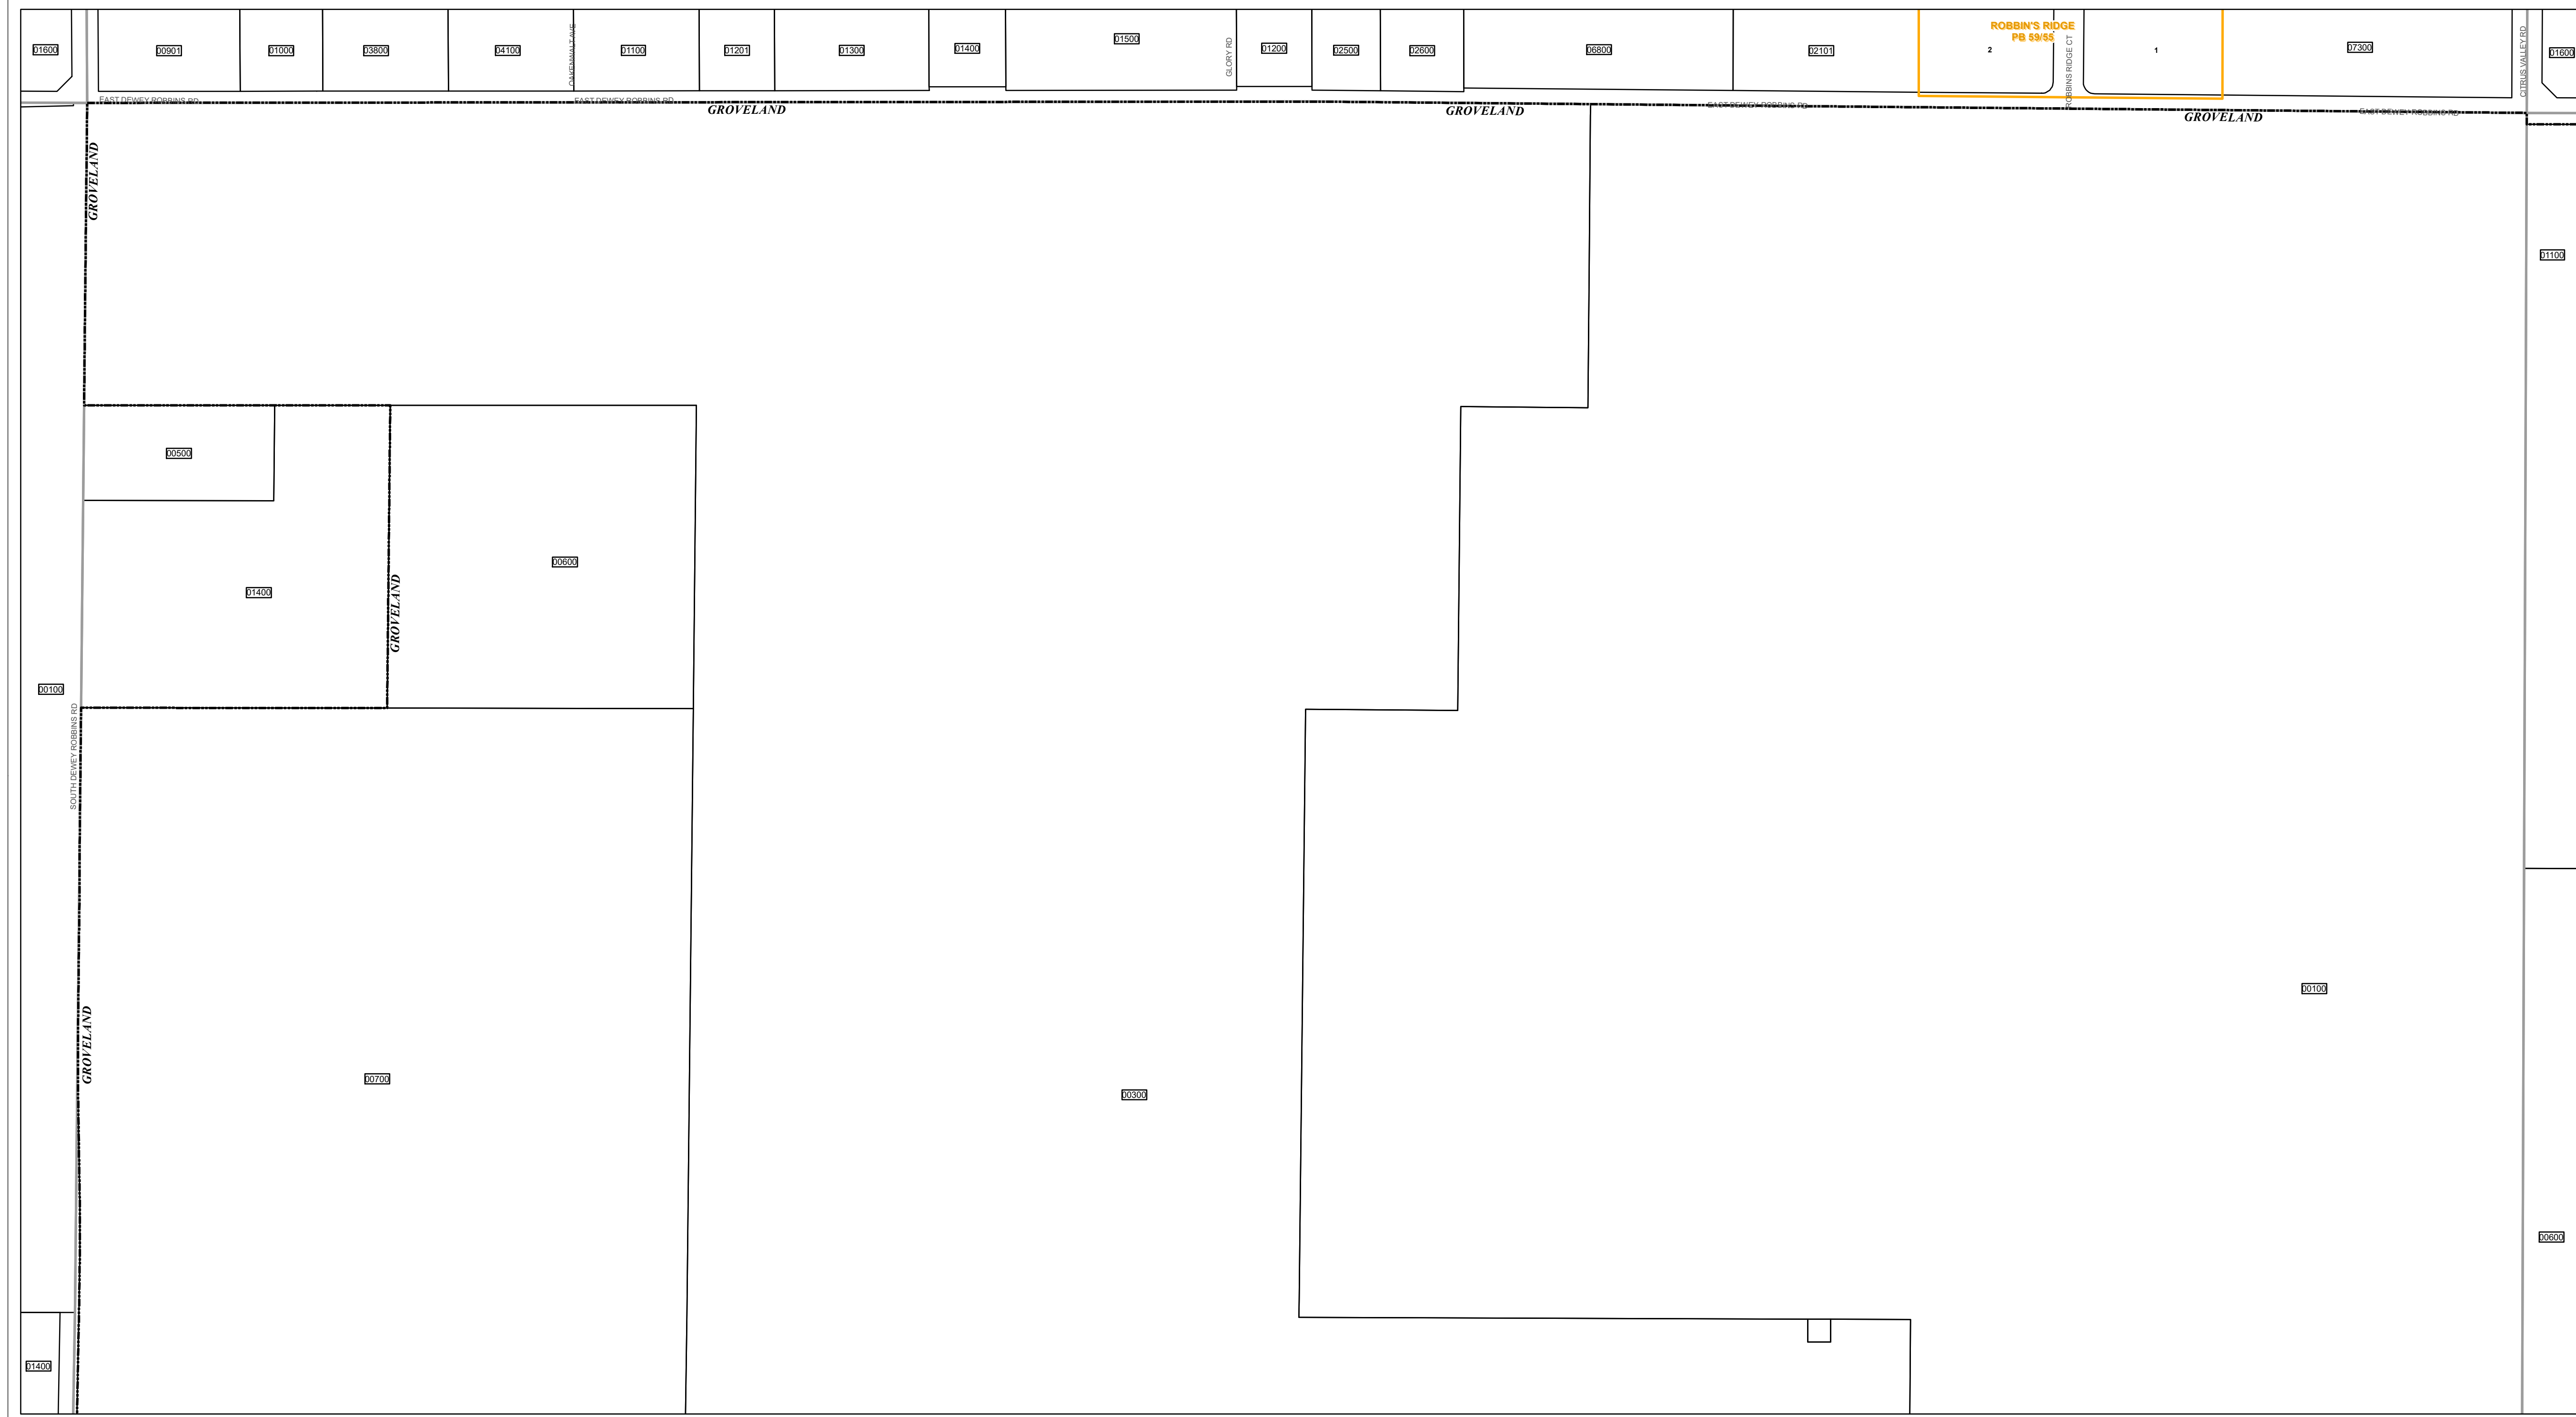 01600
00901
01000
03800
04100
OAKENWALT AVE
01100
01201
01300
01400
01500
GLORY RD
01200
02500
02600
06800
02101
ROBBIN'S RIDGE
PB 59/55
2
ROBBINS RIDGE CT
1
07300
CITRUS VALLEY RD
01600
EAST DEWEY ROBBINS RD
EAST DEWEY ROBBINS RD
GROVELAND
GROVELAND
EAST DEWEY ROBBINS RD
GROVELAND
EAST DEWEY ROBBINS RD
GROVELAND
01100
00500
00600
01400
GROVELAND
00100
SOUTH DEWEY ROBBINS RD
00100
GROVELAND
00700
00300
00600
01400